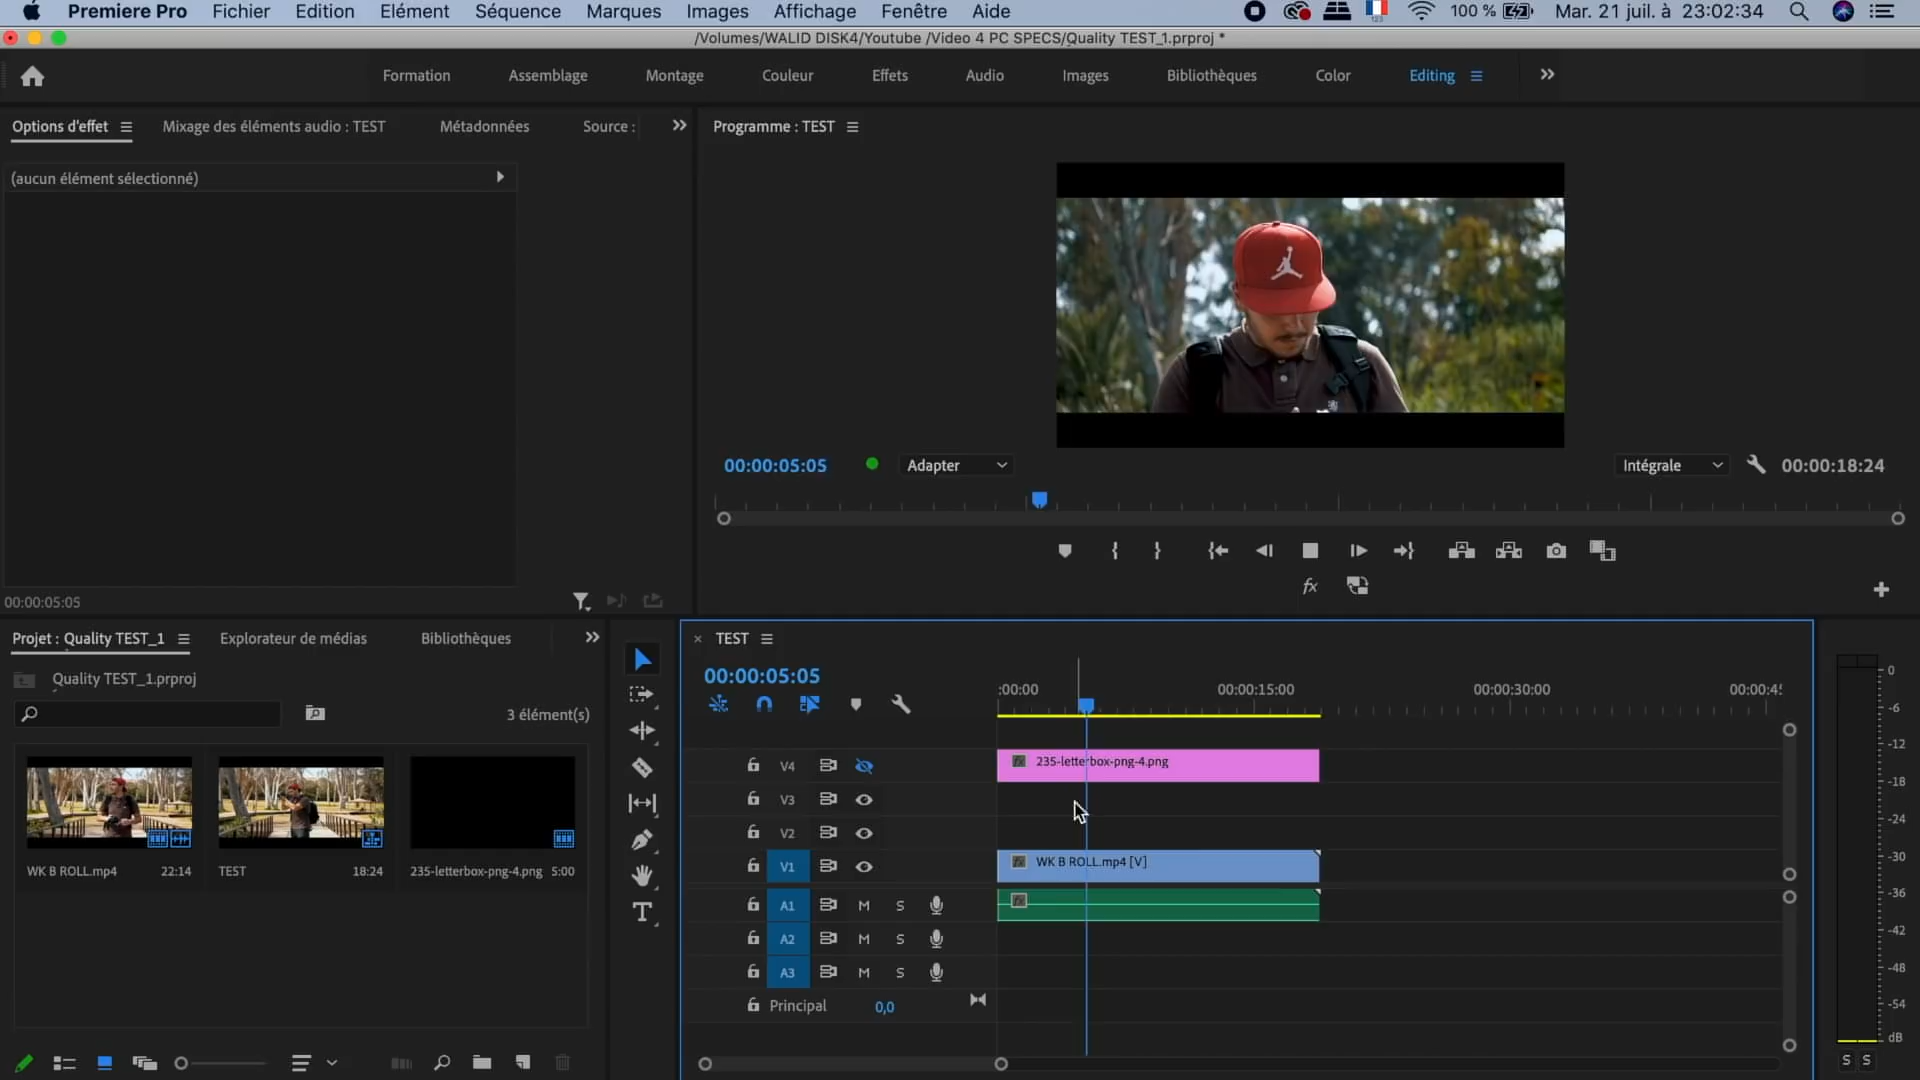 Premiere Pro Fichier Edition Elément Séquence Marques Images Affichage Fenêtre Aide 123 100 % Mar. 21 juil. à 23:02:34
/Volumes/WALID DISK4/Youtube /Video 4 PC SPECS/Quality TEST_1.prproj *
Formation Assemblage Montage Couleur Effets Audio Images Bibliothèques Color Editing
Options d'effet Mixage des éléments audio : TEST Métadonnées Source :
Programme : TEST
(aucun élément sélectionné)
00:00:05:05 Adapter Intégrale 00:00:18:24
fx
00:00:05:05
Projet : Quality TEST_1 Explorateur de médias Bibliothèques
Quality TEST_1.prproj
3 élément(s)
WK B ROLL.mp4 22:14
TEST 18:24
235-letterbox-png-4.png 5:00
T
× TEST
00:00:05:05
:00:00 00:00:15:00 00:00:30:00 00:00:45
V4 235-letterbox-png-4.png
V3
V2
V1 fx WK B ROLL.mp4 [V]
A1 M S fx
A2 M S
A3 M S
Principal 0,0
0
-6
-12
-18
-24
-30
-36
-42
-48
-54
dB
S S